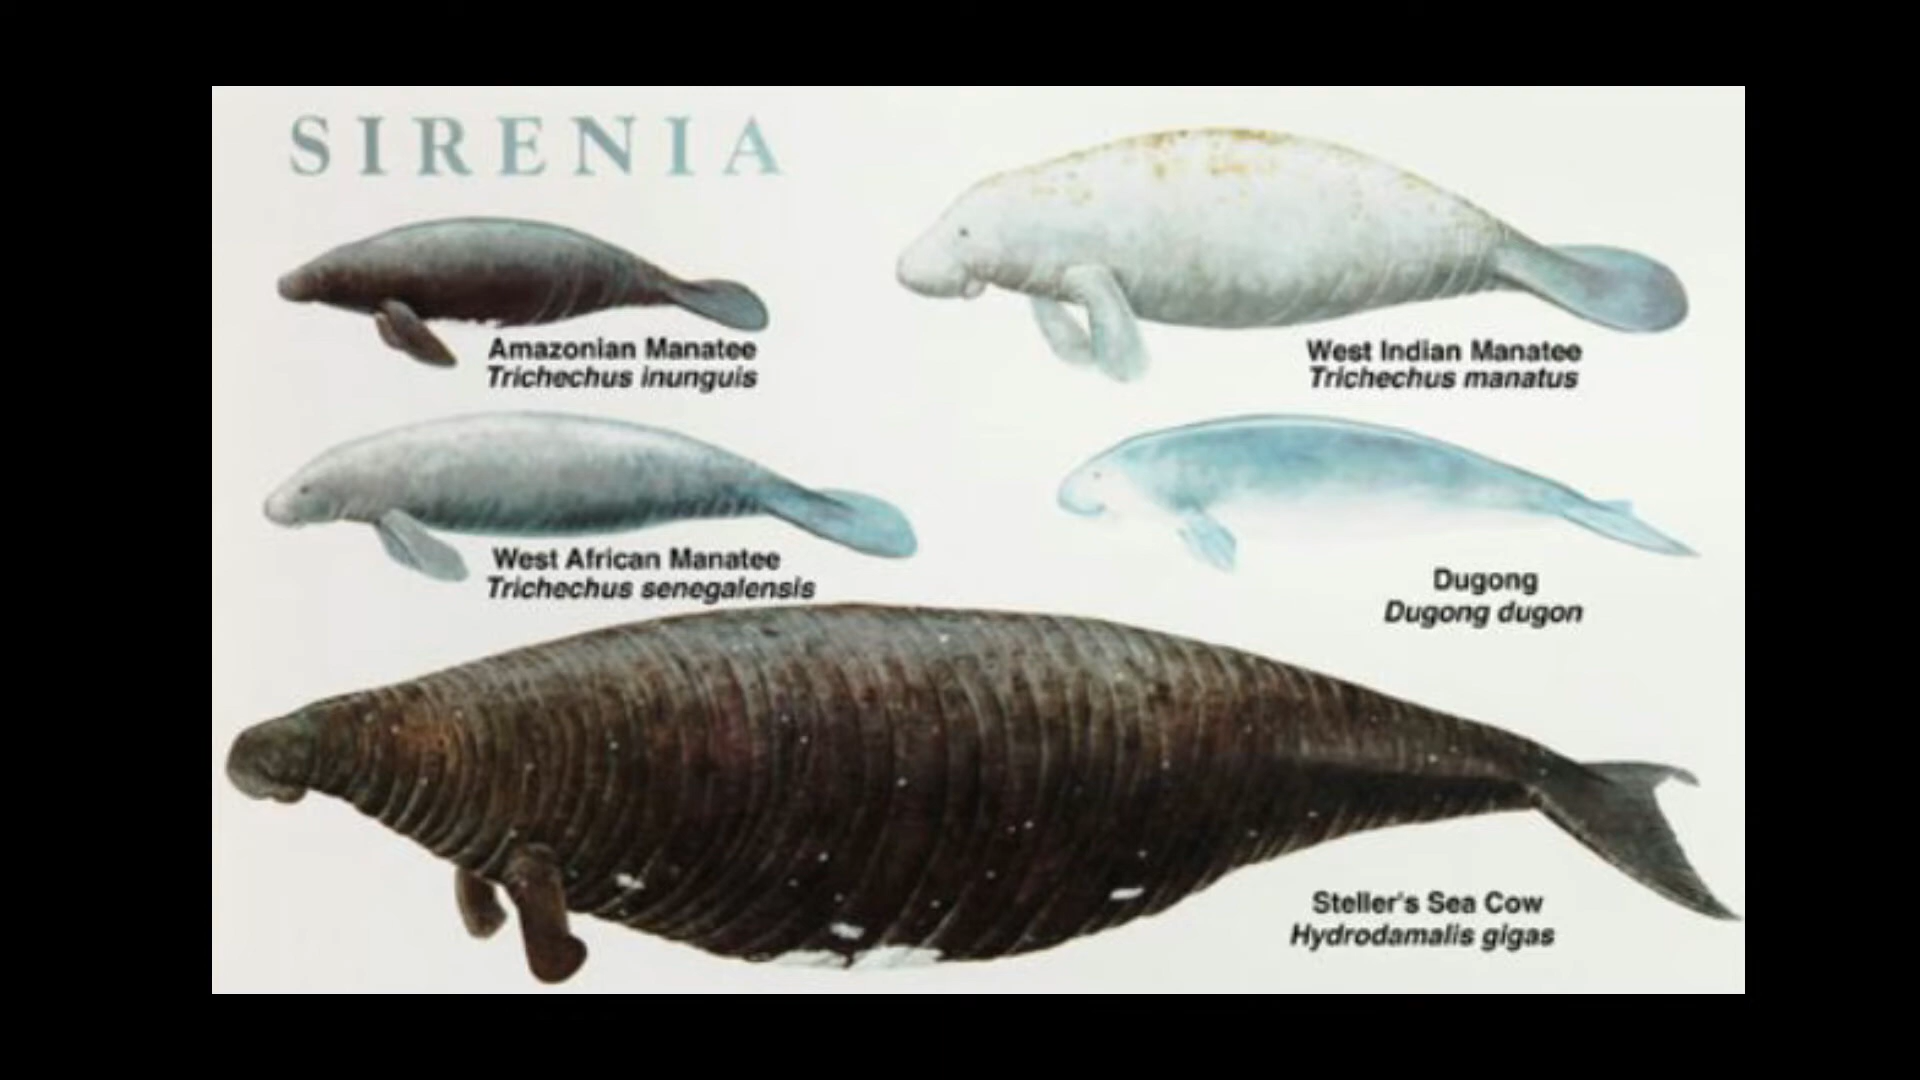 SIRENIA
Amazonian Manatee
Trichechus inunguis
West Indian Manatee
Trichechus manatus
West African Manatee
Trichechus senegalensis
Dugong
Dugong dugon
Steller's Sea Cow
Hydrodamalis gigas